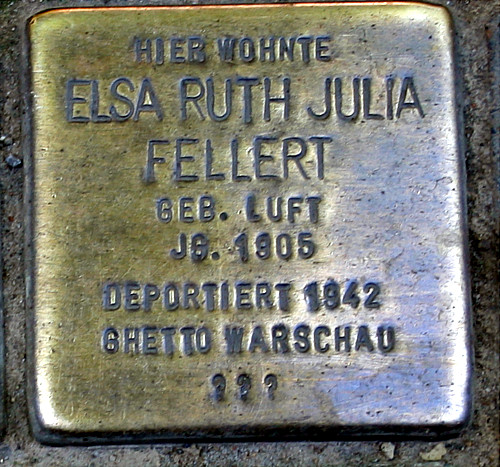 HIER WOHNTE
ELSA RUTH JULIA
FELLERT
GEB. LUFT
JG. 1905
DEPORTIERT 1942
GHETTO WARSCHAU
???